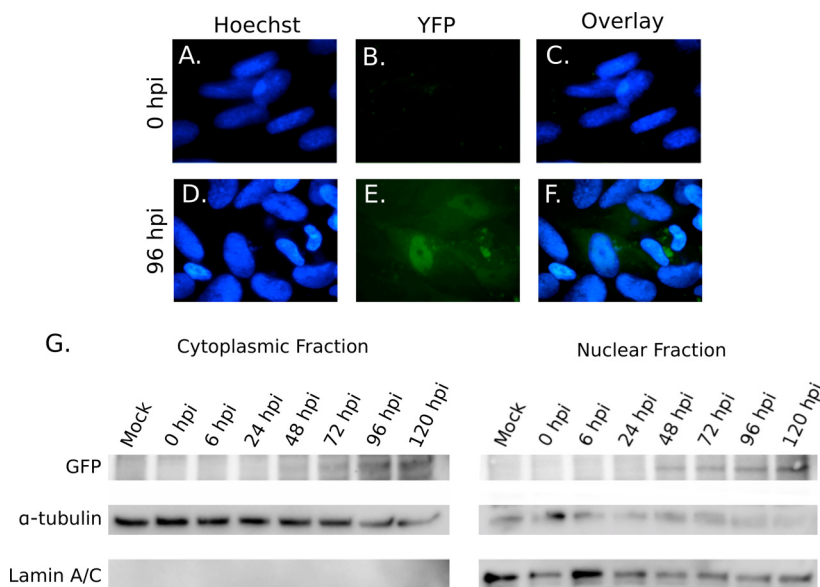 Hoechst YFP Overlay
A. B. C.
0 hpi
D. E. F.
96 hpi
G.
Cytoplasmic Fraction Nuclear Fraction
Mock 0 hpi 6 hpi 24 hpi 48 hpi 72 hpi 96 hpi 120 hpi Mock 0 hpi 6 hpi 24 hpi 48 hpi 72 hpi 96 hpi 120 hpi
GFP
α-tubulin
Lamin A/C